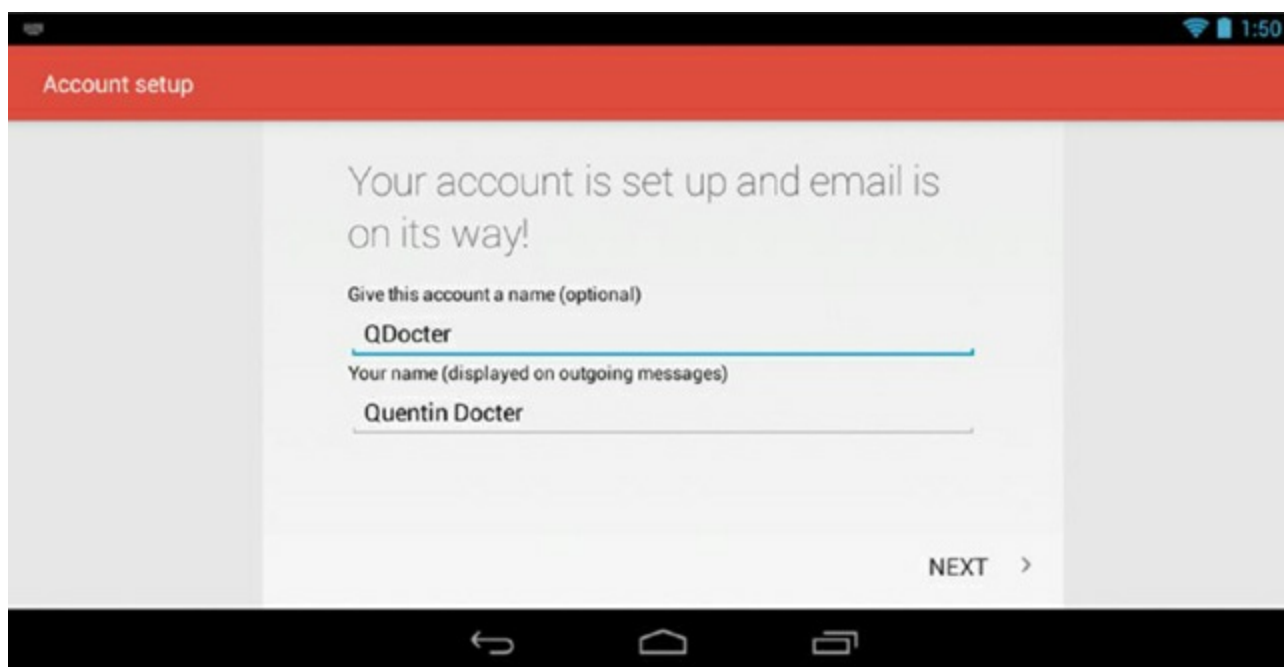 1:50
Account setup
Your account is set up and email is
on its way!
Give this account a name (optional)
QDocter
Your name (displayed on outgoing messages)
Quentin Docter
NEXT >